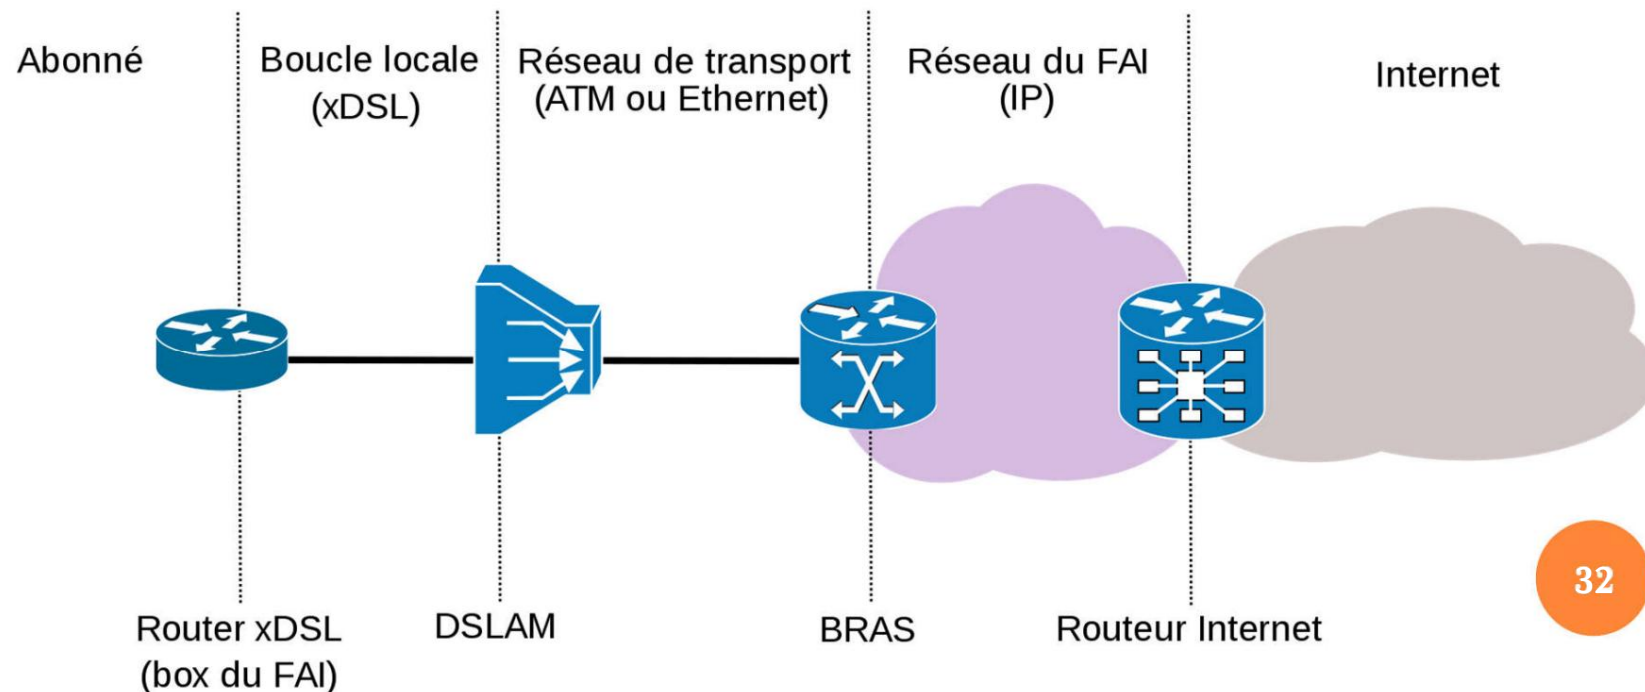 Abonné
Boucle locale
(xDSL)
Réseau de transport
(ATM ou Ethernet)
Réseau du FAI
(IP)
Internet
32
Router xDSL
(box du FAI)
DSLAM
BRAS
Routeur Internet